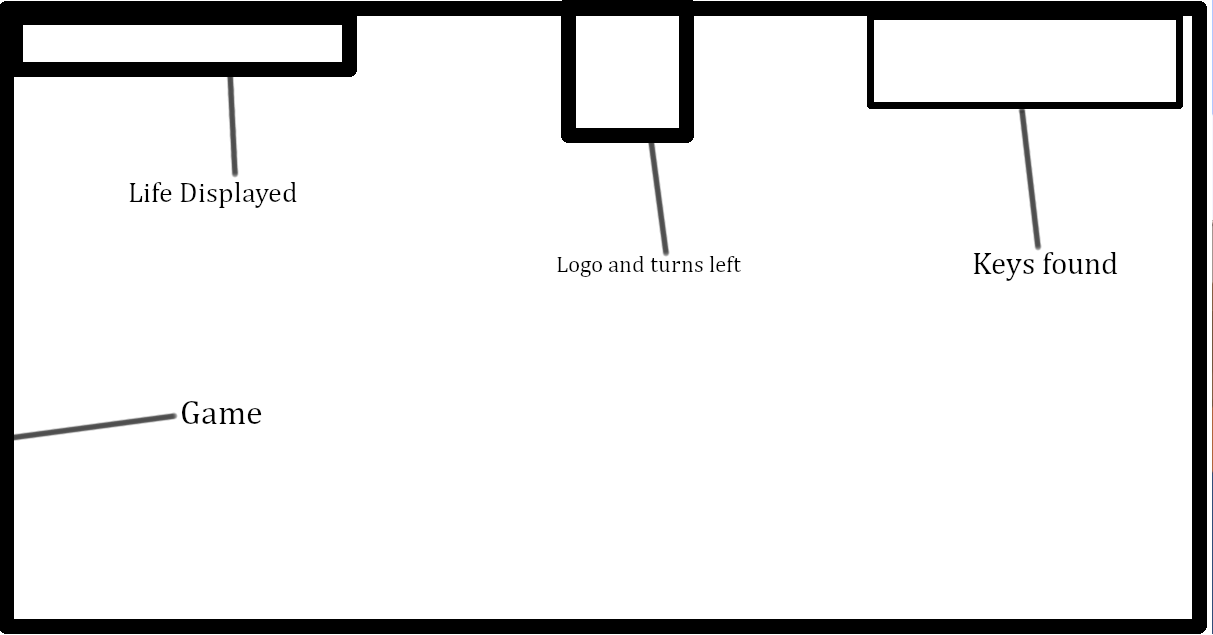 Life Displayed
Logo and turns left
Keys found
Game